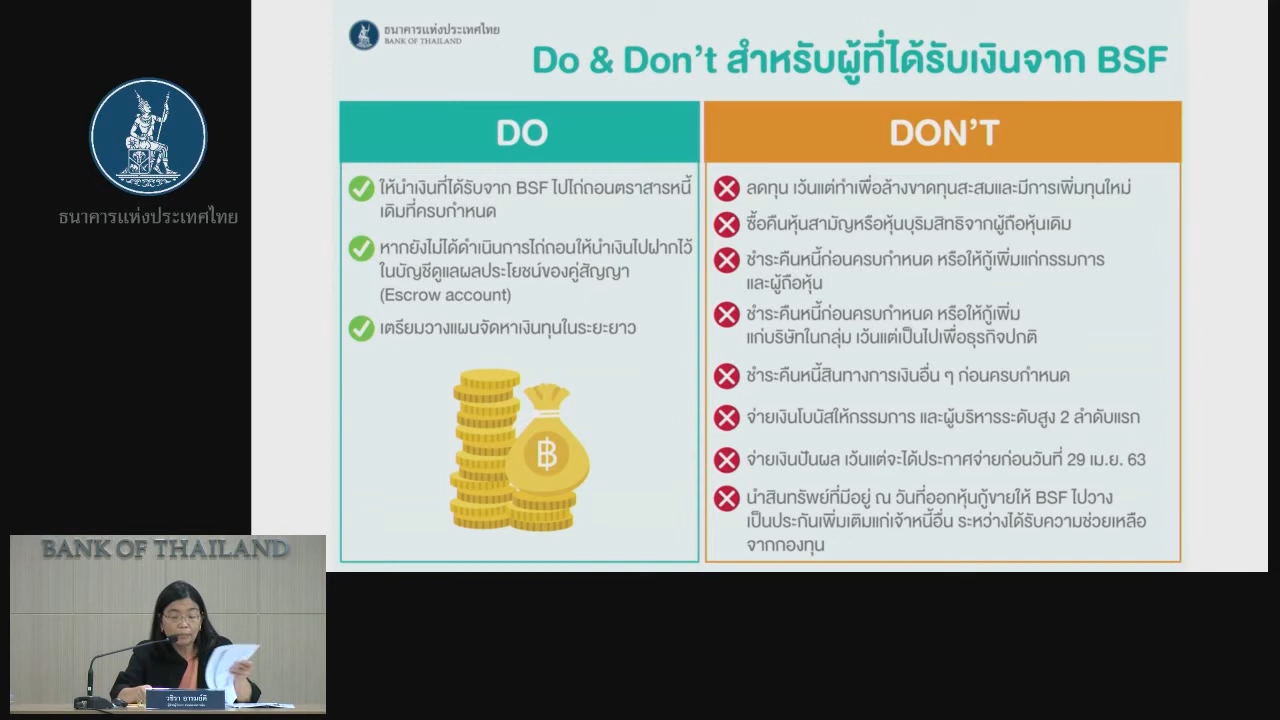 ธนาคารแห่งประเทศไทย
BANK OF THAILAND
Do & Don't สำหรับผู้ที่ได้รับเงินจาก BSF
ธนาคารแห่งประเทศไทย
DO
ให้นำเงินที่ได้รับจาก BSF ไปไถ่ถอนตราสารหนี้
เดิมที่ครบกำหนด
หากยังไม่ได้ดำเนินการไถ่ถอนให้นำเงินไปฝากไว้
ในบัญชีดูแลผลประโยชน์ของคู่สัญญา
(Escrow account)
เตรียมวางแผนจัดหาเงินทุนในระยะยาว
฿
DON'T
ลดทุน เว้นแต่ทำเพื่อล้างขาดทุนสะสมและมีการเพิ่มทุนใหม่
ซื้อคืนหุ้นสามัญหรือหุ้นบุริมสิทธิจากผู้ถือหุ้นเดิม
ชำระคืนหนี้ก่อนครบกำหนด หรือให้กู้เพิ่มแก่กรรมการ
และผู้ถือหุ้น
ชำระคืนหนี้ก่อนครบกำหนด หรือให้กู้เพิ่ม
แก่บริษัทในกลุ่ม เว้นแต่เป็นไปเพื่อธุรกิจปกติ
ชำระคืนหนี้สินทางการเงินอื่น ๆ ก่อนครบกำหนด
จ่ายเงินโบนัสให้กรรมการ และผู้บริหารระดับสูง 2 ลำดับแรก
จ่ายเงินปันผล เว้นแต่จะได้ประกาศจ่ายก่อนวันที่ 29 เม.ย. 63
นำสินทรัพย์ที่มีอยู่ ณ วันที่ออกหุ้นกู้ขายให้ BSF ไปวาง
เป็นประกันเพิ่มเติมแก่เจ้าหนี้อื่น ระหว่างได้รับความช่วยเหลือ
จากกองทุน
BANK OF THAILAND
วชิรา อารมย์ดี